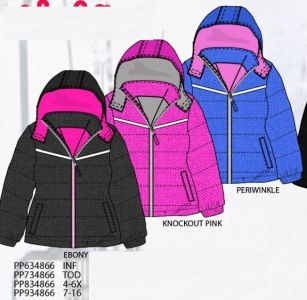 PERIWINKLE
KNOCKOUT PINK
EBONY
PP634866 INF
PP734866 TOD
PP834866 4-6X
PP934866 7-16